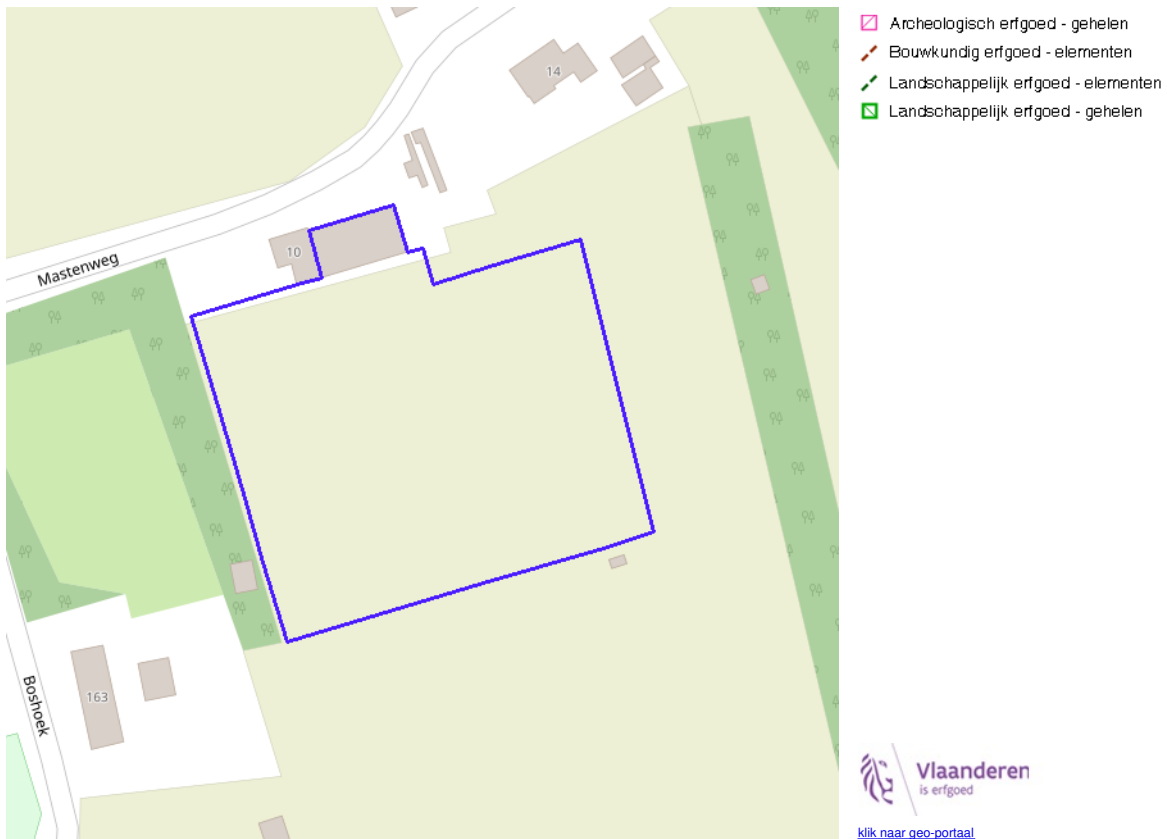 14
10
Mastenweg
163
Boshoek
Archeologisch erfgoed - gehelen
Bouwkundig erfgoed - elementen
Landschappelijk erfgoed - elementen
Landschappelijk erfgoed - gehelen
Vlaanderen
is erfgoed
klik naar geo-portaal